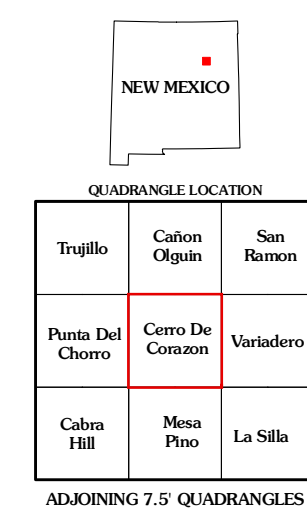 NEW MEXICO
QUADRANGLE LOCATION
Trujillo
Cañon
Olguin
San
Ramon
Punta Del
Chorro
Cerro De
Corazon
Variadero
Cabra
Hill
Mesa
Pino
La Silla
ADJOINING 7.5' QUADRANGLES